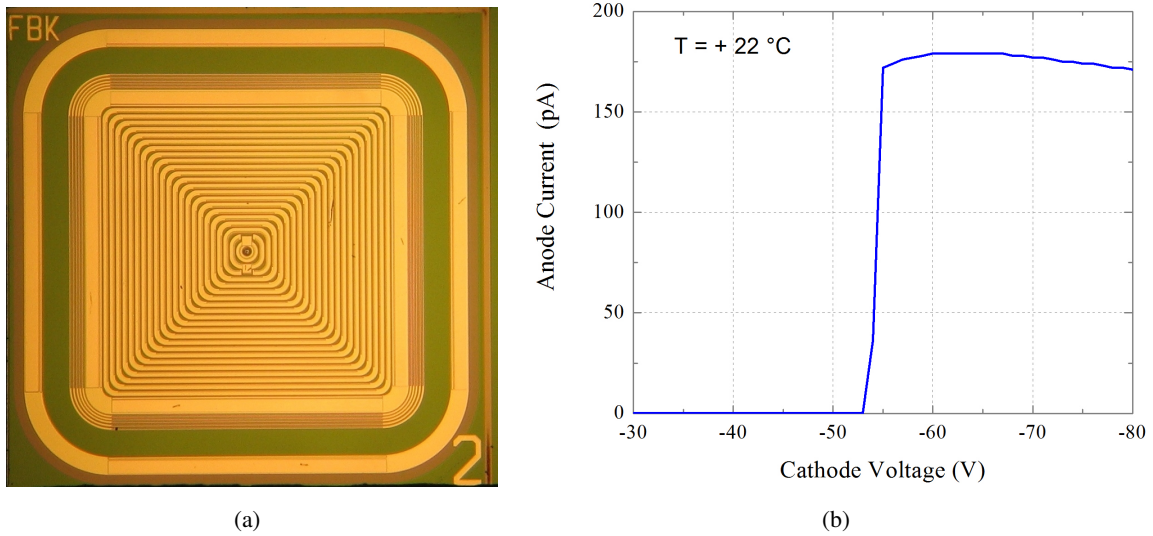 FBK
2
(a)
T = + 22 °C
Anode Current (pA)
200
150
100
50
0
-30 -40 -50 -60 -70 -80
Cathode Voltage (V)
(b)